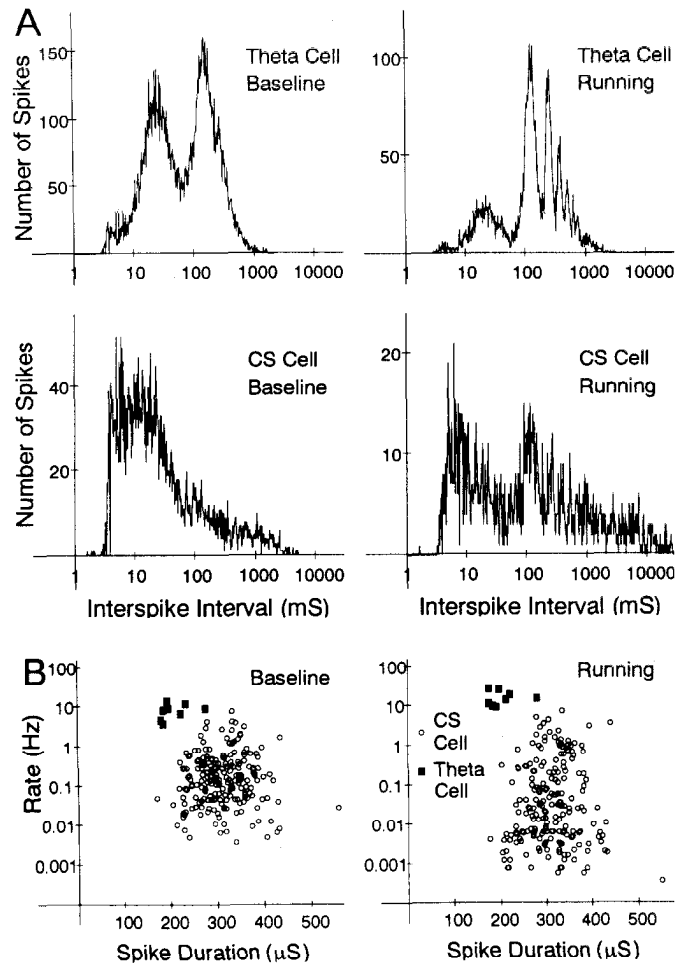 A
Theta Cell
Baseline
Number of Spikes
150
100
50
1
10
100
1000
10000
Theta Cell
Running
100
50
1
10
100
1000
10000
CS Cell
Baseline
Number of Spikes
40
20
1
10
100
1000
10000
Interspike Interval (mS)
CS Cell
Running
20
10
1
10
100
1000
10000
Interspike Interval (mS)
B
Baseline
Rate (Hz)
100
10
1
0.1
0.01
0.001
100
200
300
400
500
Spike Duration (μS)
Running
CS
Cell
Theta
Cell
100
10
1
0.1
0.01
0.001
100
200
300
400
500
Spike Duration (μS)